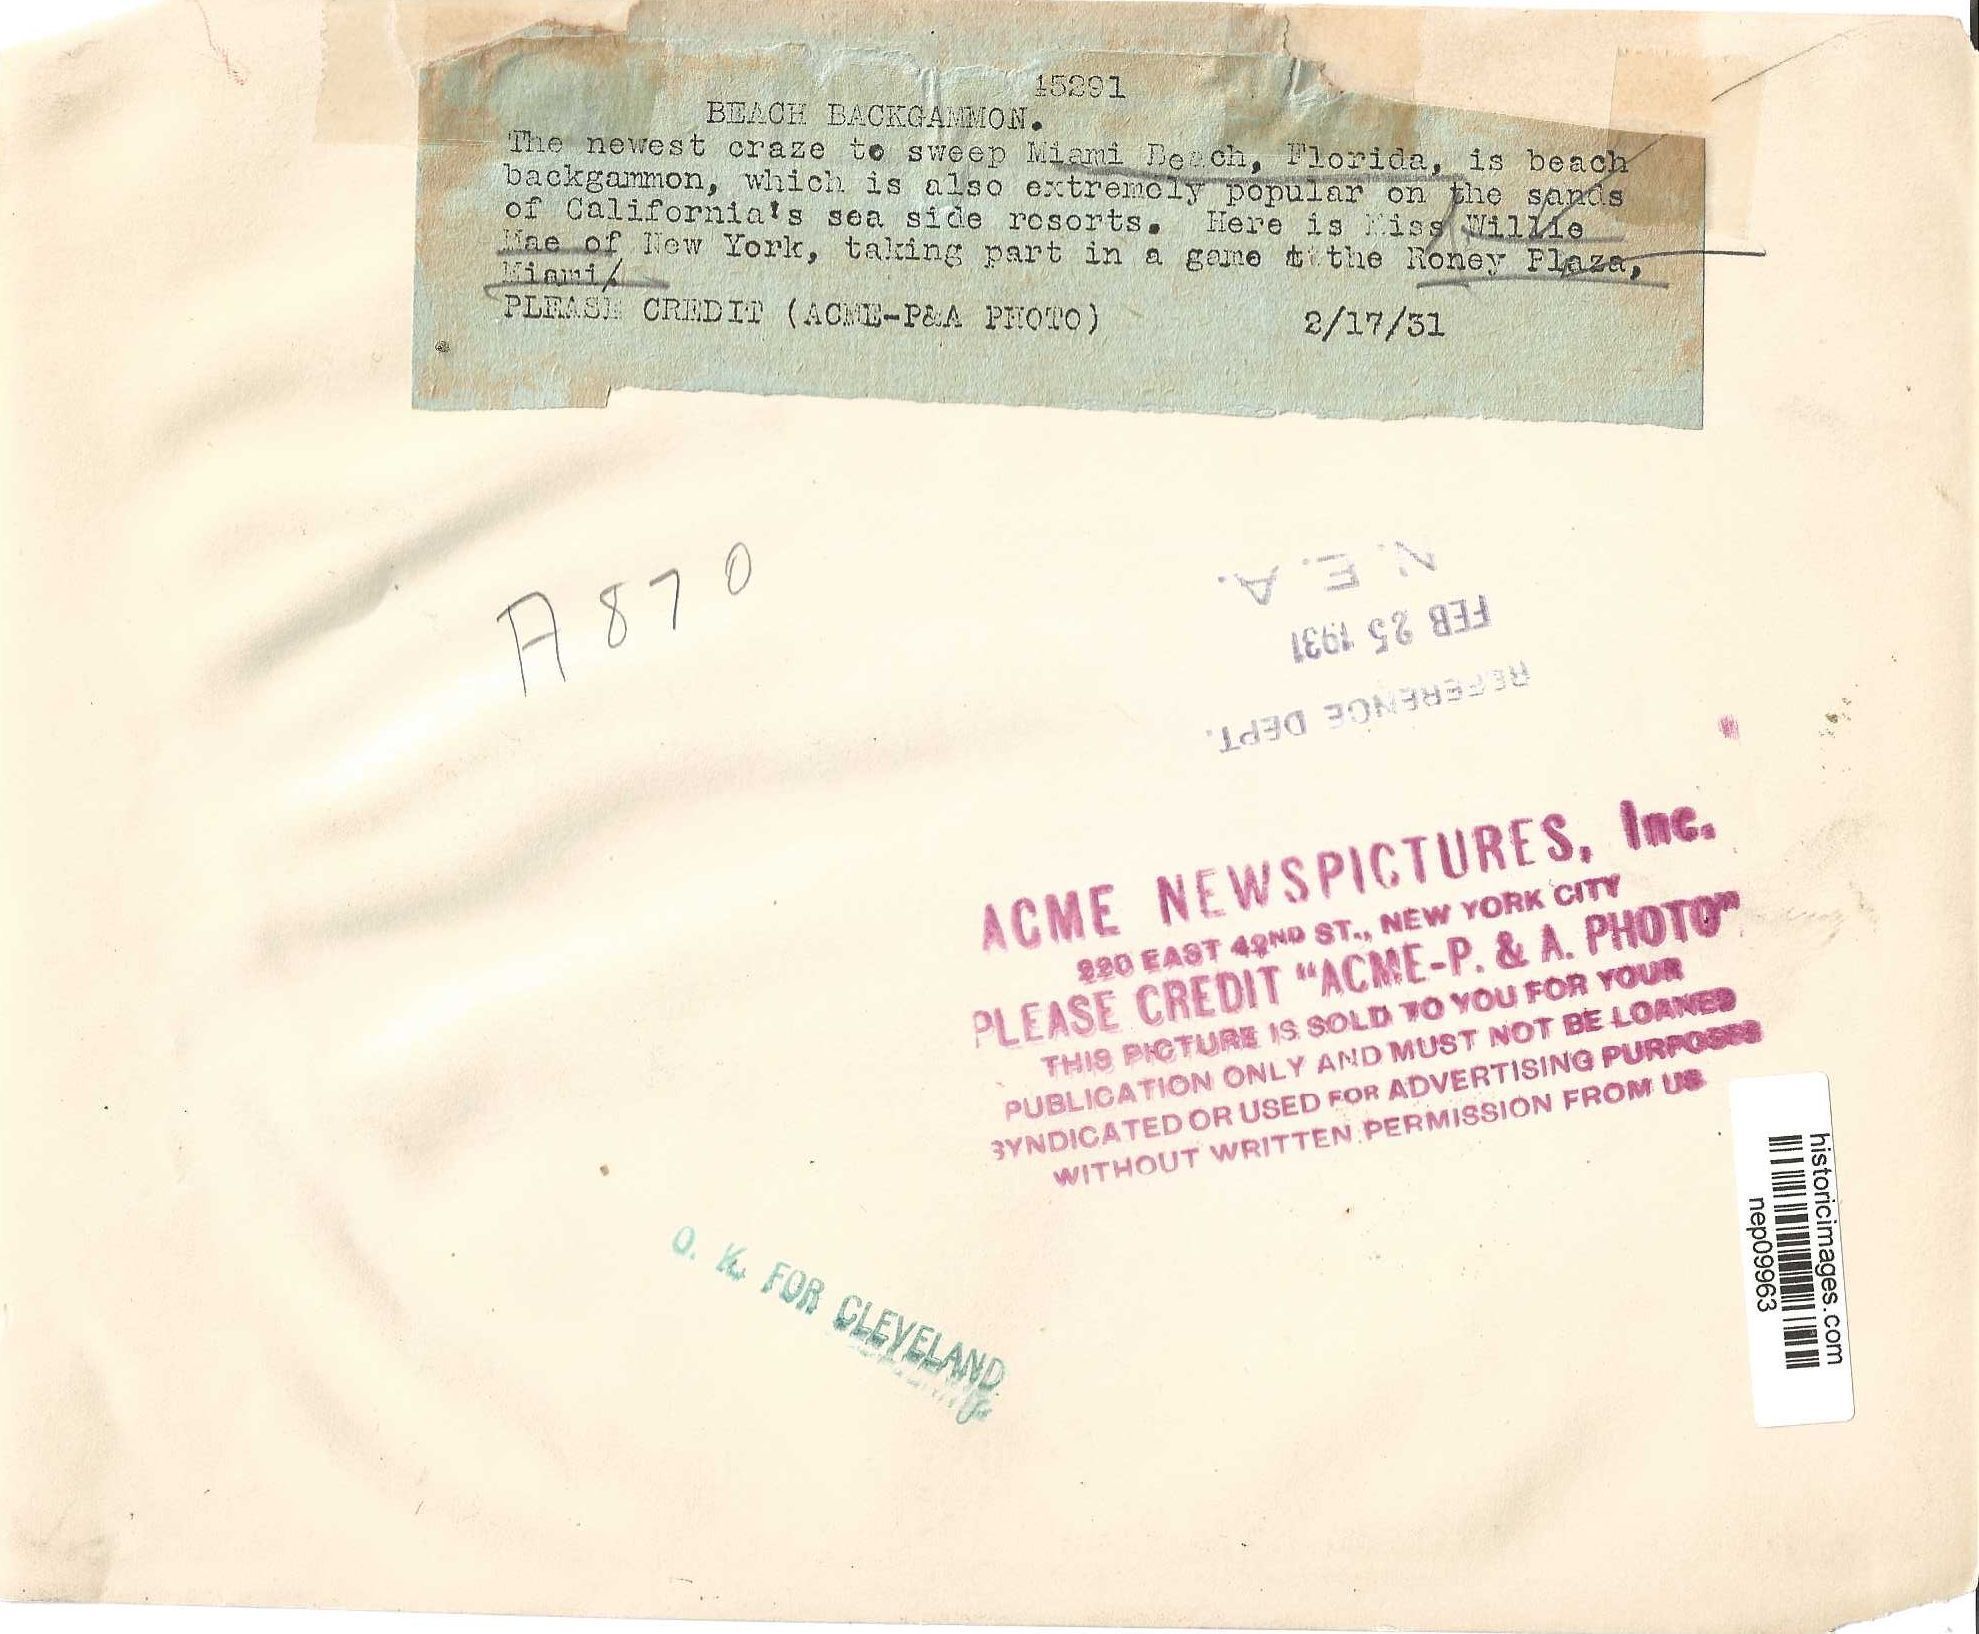 45291
BEACH BACKGAMMON.
The newest craze to sweep Miami Beach, Florida, is beach
backgammon, which is also extremely popular on the sands
of California's sea side resorts. Here is Miss Willie
Mae of New York, taking part in a game the Roney Plaza,
Miami.
PLEASE CREDIT (ACME-P&A PHOTO) 2/17/31
A870
N. E. A.
FEB 25 1931
REFERENCE DEPT.
ACME NEWSPICTURES, Inc.
220 EAST 42ND ST., NEW YORK CITY
PLEASE CREDIT "ACME-P. & A. PHOTO"
THIS PICTURE IS SOLD TO YOU FOR YOUR
PUBLICATION ONLY AND MUST NOT BE LOANED
SYNDICATED OR USED FOR ADVERTISING PURPOSES
WITHOUT WRITTEN PERMISSION FROM US
O. K. FOR CLEVELAND
historicimages.com
nep09963